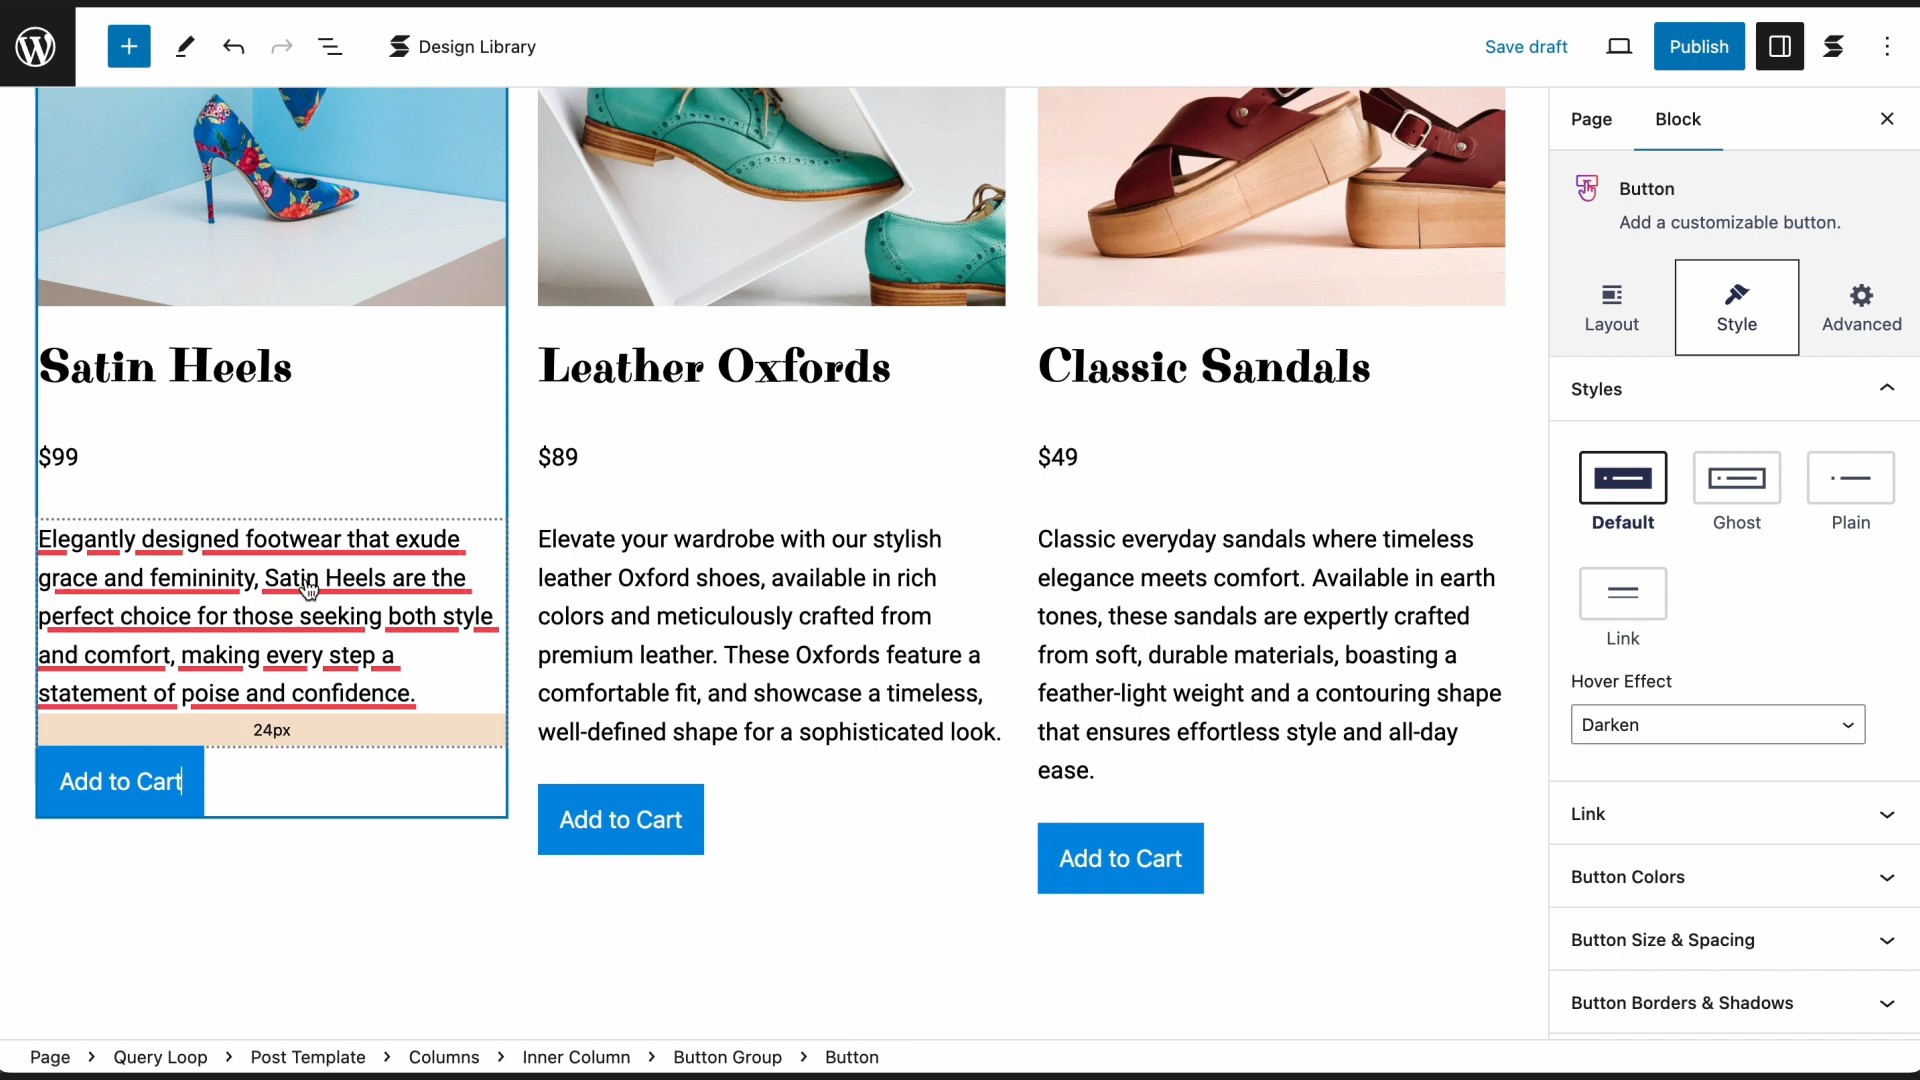 Design Library
Save draft
Publish
Page
Block
Button
Add a customizable button.
Layout
Style
Advanced
Styles
Default
Ghost
Plain
Link
Hover Effect
Darken
Link
Button Colors
Button Size & Spacing
Button Borders & Shadows
Satin Heels
$99
Elegantly designed footwear that exude
grace and femininity, Satin Heels are the
perfect choice for those seeking both style
and comfort, making every step a
statement of poise and confidence.
24px
Add to Cart
Leather Oxfords
$89
Elevate your wardrobe with our stylish
leather Oxford shoes, available in rich
colors and meticulously crafted from
premium leather. These Oxfords feature a
comfortable fit, and showcase a timeless,
well-defined shape for a sophisticated look.
Add to Cart
Classic Sandals
$49
Classic everyday sandals where timeless
elegance meets comfort. Available in earth
tones, these sandals are expertly crafted
from soft, durable materials, boasting a
feather-light weight and a contouring shape
that ensures effortless style and all-day
ease.
Add to Cart
Page > Query Loop > Post Template > Columns > Inner Column > Button Group > Button